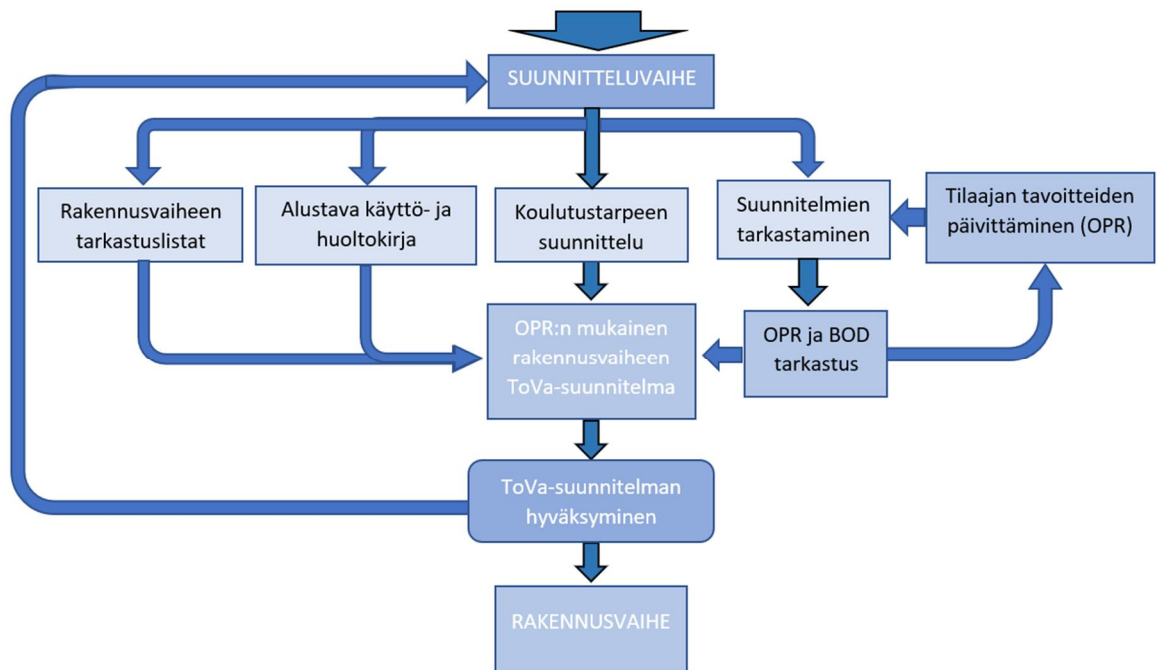 SUUNNITTELUVAIHE
Rakennusvaiheen
tarkastuslistat
Alustava käyttö- ja
huoltokirja
Koulutustarpeen
suunnittelu
Suunnitelmien
tarkastaminen
Tilaajan tavoitteiden
päivittäminen (OPR)
OPR:n mukainen
rakennusvaiheen
ToVa-suunnitelma
OPR ja BOD
tarkastus
ToVa-suunnitelman
hyväksyminen
RAKENNUSVAIHE